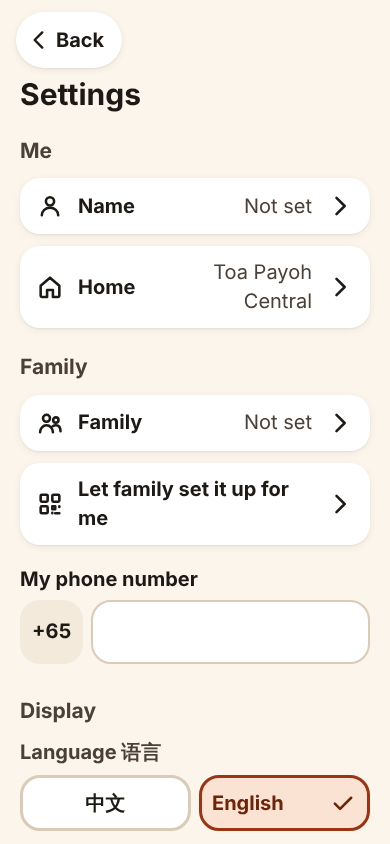 Back
Settings
Me
Name
Not set
Home
Toa Payoh
Central
Family
Family
Not set
Let family set it up for
me
My phone number
+65
Display
Language 语言
中文
English